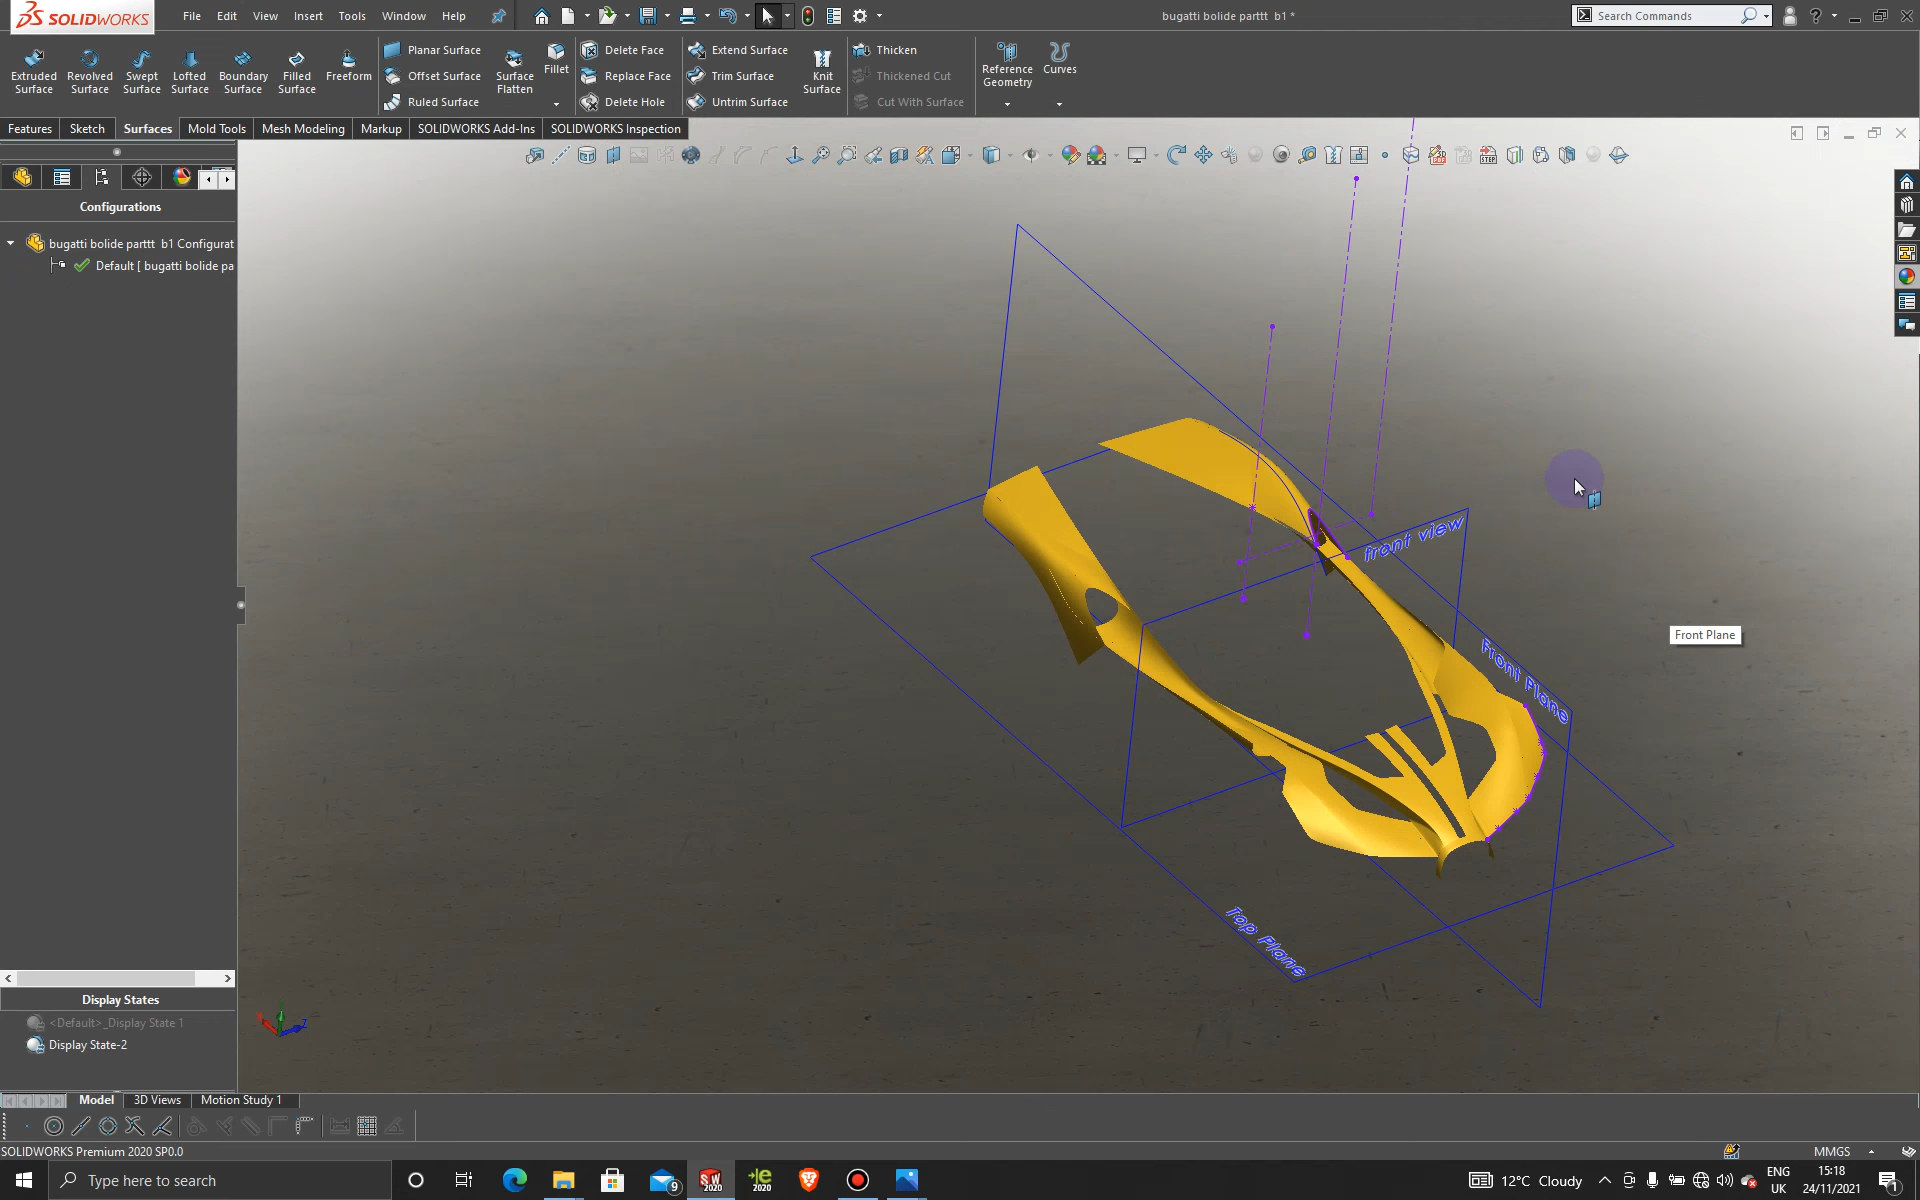 SOLIDWORKS
File Edit View Insert Tools Window Help
bugatti bolide parttt b1 *
Search Commands
Extruded Surface
Revolved Surface
Swept Surface
Lofted Surface
Boundary Surface
Filled Surface
Freeform
Planar Surface
Offset Surface
Ruled Surface
Surface Flatten
Fillet
Delete Face
Replace Face
Delete Hole
Extend Surface
Trim Surface
Untrim Surface
Knit Surface
Thicken
Thickened Cut
Cut With Surface
Reference Geometry
Curves
Features Sketch Surfaces Mold Tools Mesh Modeling Markup SOLIDWORKS Add-Ins SOLIDWORKS Inspection
Configurations
bugatti bolide parttt b1 Configurat
Default [ bugatti bolide pa
front view
Front Plane
Front Plane
Top Plane
Display States
<Default>_Display State 1
Display State-2
Model 3D Views Motion Study 1
SOLIDWORKS Premium 2020 SP0.0
MMGS
Type here to search
9
SW 2020
2020
12°C Cloudy
ENG
UK
15:18
24/11/2021
1